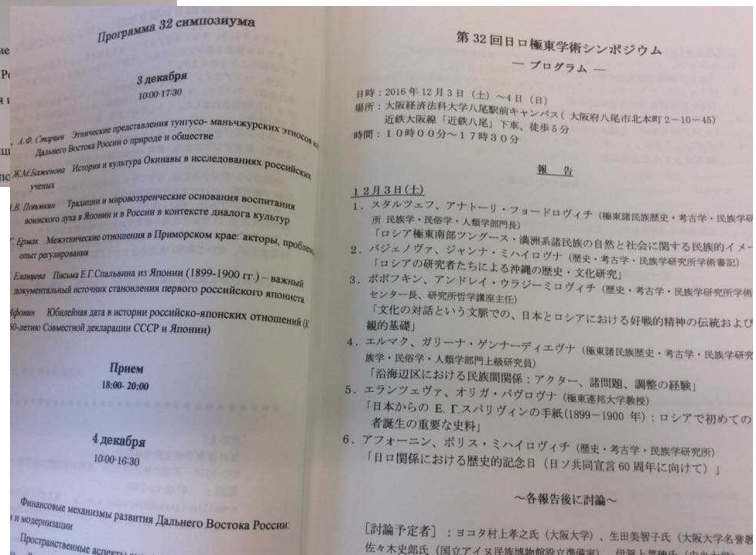 Программа 32 симпозиума
3 декабря
10:00-17:30
А.Ф. Старцев Этнические представления тунгусо- маньчжурских этносов
Дальнего Востока России о природе и обществе
Ж.М.Баженова История и культура Окинавы в исследованиях российских
ученых
.В. Поповкин Традиции и мировоззренческие основания воспитания
воинского духа в Японии и в России в контексте диалога культур
Г. Ермак Межэтнические отношения в Приморском крае: акторы,
опыт регулирования
Еланцева Письма Е.Г.Спальвина из Японии (1899-1900 гг.) – важный
документальный источник становления первого российского япониста
Афонин Юбилейная дата в истории российско-японских отношений (К
60-летию Совместной декларации СССР и Японии)
Прием
18:00- 20:00
4 декабря
10:00-16:30
Финансовые механизмы развития Дальнего Востока России:
и модернизации
Пространственные аспекты
第32回日ロ極東学術シンポジウム
― プログラム ―
日時：2016年12月3日（土）～4日（日）
場所：大阪経済法科大学八尾駅前キャンパス（大阪府八尾市北本町2－10－45）
近鉄大阪線「近鉄八尾」下車、徒歩5分
時間：10時00分～17時30分
報 告
12月3日(土)
1．スタルツェフ、アナトーリ・フョードロヴィチ（極東諸民族歴史・考古学・民族学研
所 民族学・民俗学・人類学部門長）
「ロシア極東南部ツングース・満洲系諸民族の自然と社会に関する民族的イメー
2．バジェノヴァ、ジャンナ・ミハイロヴナ（歴史・考古学・民族学研究所学術書記）
「ロシアの研究者たちによる沖縄の歴史・文化研究」
3．ポポフキン、アンドレイ・ウラジーミロヴィチ（歴史・考古学・民族学研究所学術
センター長、研究所哲学講座主任）
「文化の対話という文脈での、日本とロシアにおける好戦的精神の伝統および
観的基礎」
4．エルマク、ガリーナ・ゲンナーディエヴナ（極東諸民族歴史・考古学・民族学研究
族学・民俗学・人類学部門上級研究員）
「沿海辺区における民族間関係：アクター、諸問題、調整の経験」
5．エランツェヴァ、オリガ・パヴロヴナ（極東連邦大学教授）
「日本からの Е. Г.スパリヴィンの手紙(1899－1900 年）：ロシアで初めての
者誕生の重要な史料」
6．アフォーニン、ボリス・ミハイロヴィチ（歴史・考古学・民族学研究所）
「日ロ関係における歴史的記念日（日ソ共同宣言60周年に向けて）」
～各報告後に討論～
［討論予定者］：ヨコタ村上孝之氏（大阪大学）、生田美智子氏（大阪大学名誉教
佐々木史郎氏（国立アイヌ民族博物館設立準備室）、